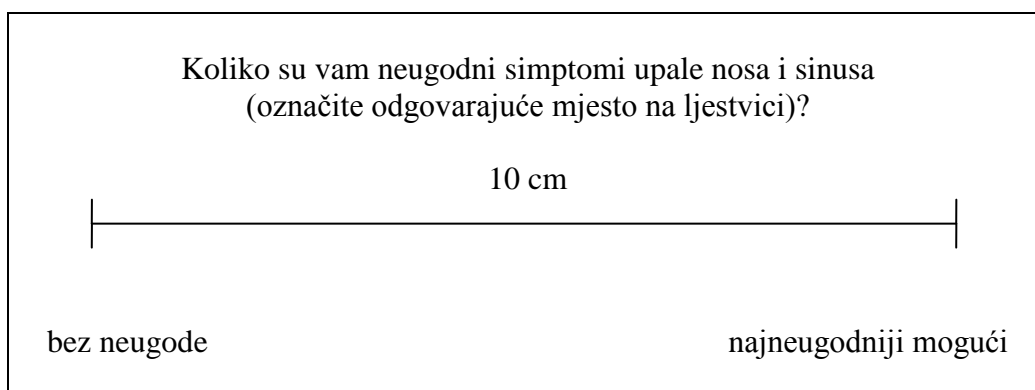 Koliko su vam neugodni simptomi upale nosa i sinusa
(označite odgovarajuće mjesto na ljestvici)?
10 cm
bez neugode najneugodniji mogući